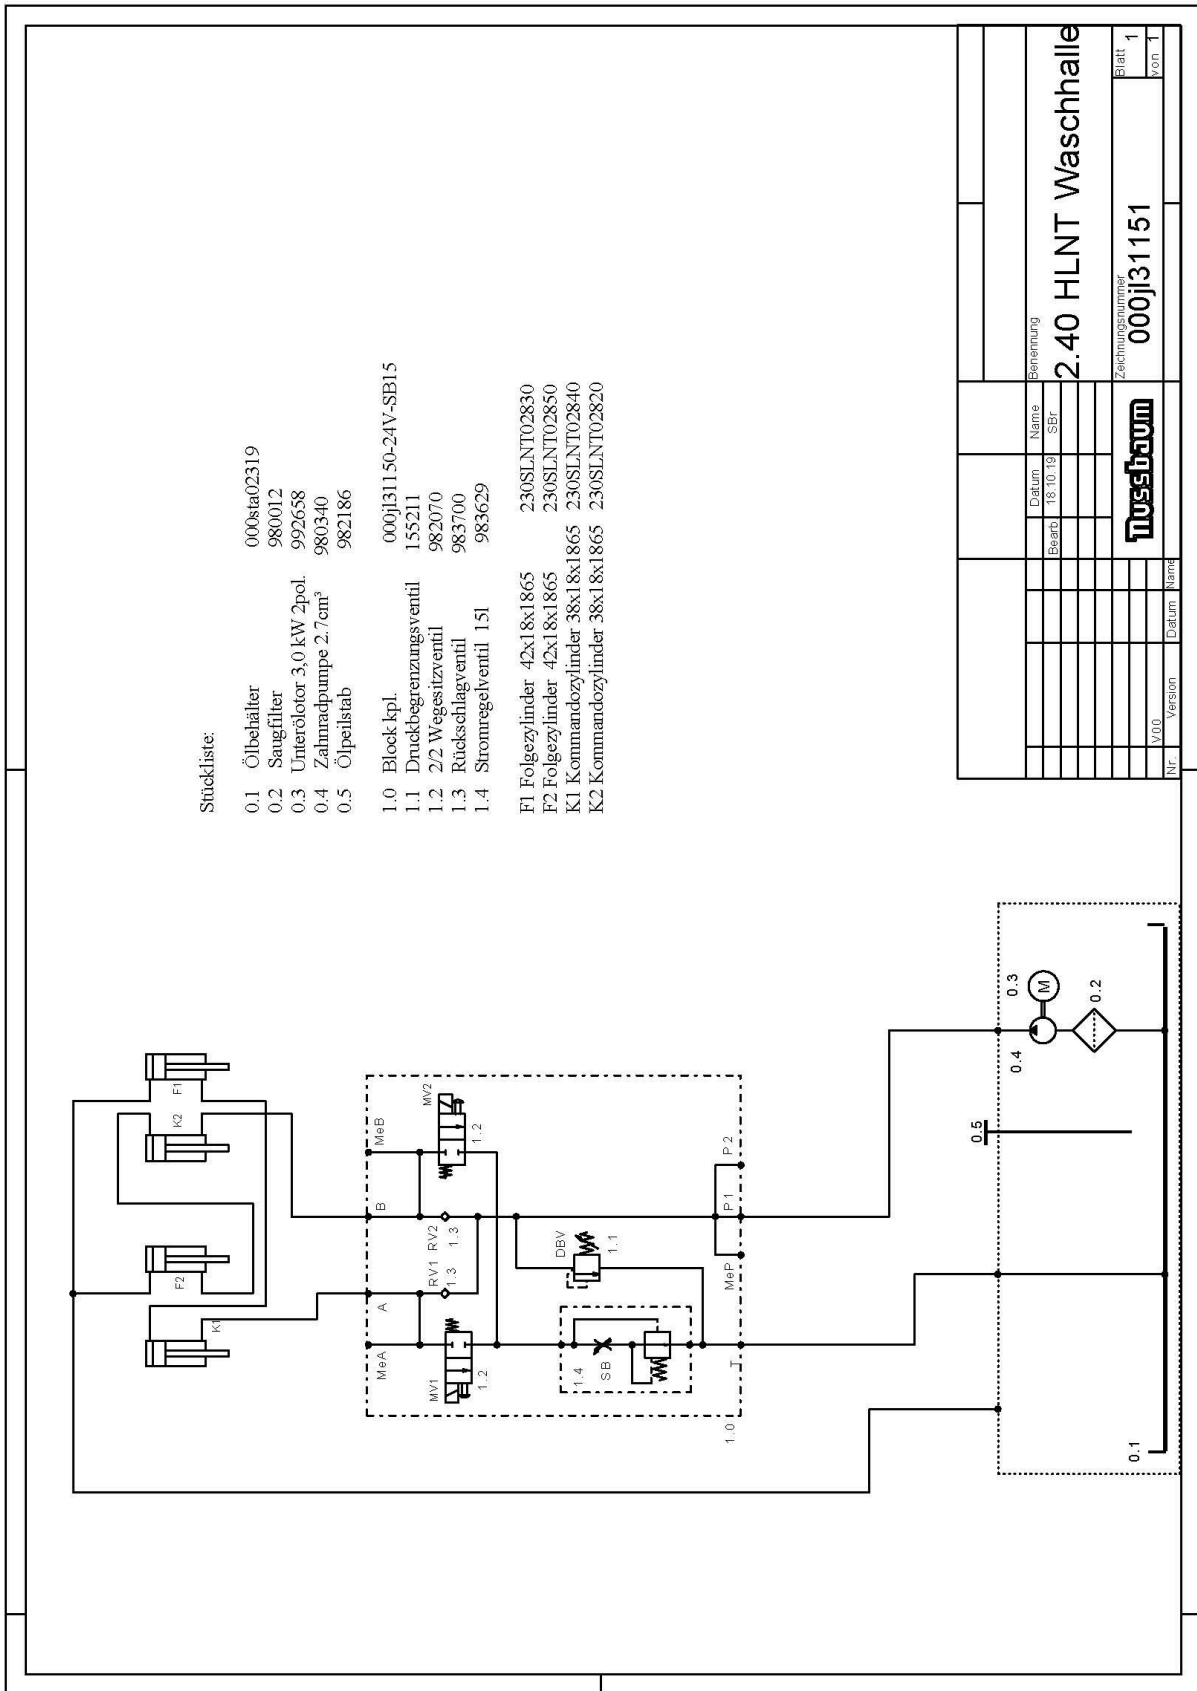 Stückliste:
0.1 Ölbehälter 000sta02319
0.2 Saugfilter 980012
0.3 Unterölotor 3,0 kW 2pol. 992658
0.4 Zahnradpumpe 2.7cm³ 980340
0.5 Ölpeilstab 982186
1.0 Block kpl. 000jl31150-24V-SB15
1.1 Druckbegrenzungsventil 155211
1.2 2/2 Wegesitzventil 982070
1.3 Rückschlagventil 983700
1.4 Stromregelventil 15l 983629
F1 Folgezylinder 42x18x1865 230SLNT02830
F2 Folgezylinder 42x18x1865 230SLNT02850
K1 Kommandozylinder 38x18x1865 230SLNT02840
K2 Kommandozylinder 38x18x1865 230SLNT02820
K1
F2
K2
F1
MeA
A
B
MeB
MV1
1.2
RV1
1.3
RV2
1.3
MV2
1.2
1.4
SB
DBV
1.1
1.0
T
MeP
P1
P2
0.1
0.5
0.4
0.3
M
0.2
Datum
Name
Bearb
18.10.19
SBr
Benennung
2.40 HLNT Waschhalle
Nussbaum
Zeichnungsnummer
000jl31151
Blatt
1
von
1
V00
Nr.
Version
Datum
Name